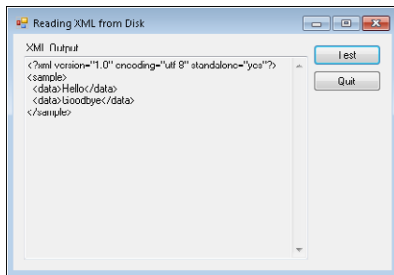 Reading XML from Disk
XML Output
Test
<?xml version="1.0" encoding="utf-8" standalone="yes"?>
<sample>
Quit
<data>Hello</data>
<data>Goodbye</data>
</sample>